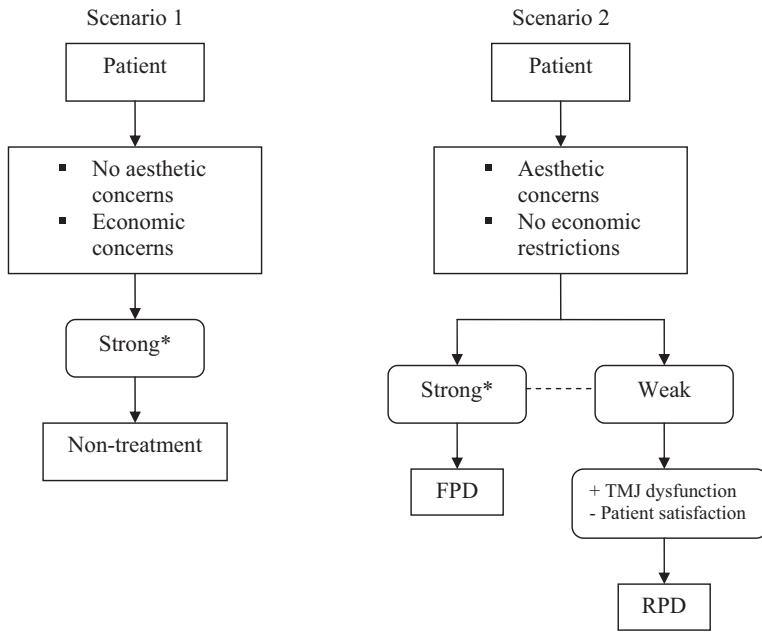 Scenario 1
Patient
▪ No aesthetic
concerns
▪ Economic
concerns
Strong*
Non-treatment
Scenario 2
Patient
▪ Aesthetic
concerns
▪ No economic
restrictions
Strong*
Weak
FPD
+ TMJ dysfunction
- Patient satisfaction
RPD